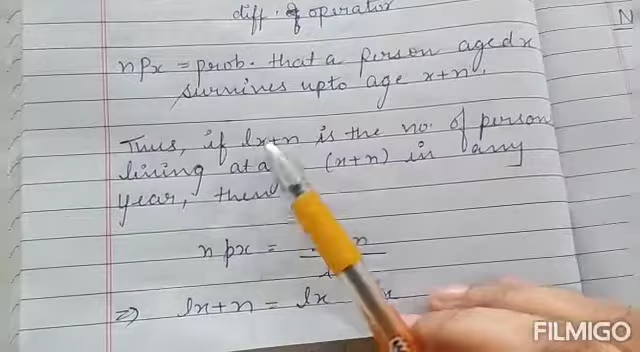 diff. of operator
N
npx = prob. that a person aged x
survives upto age x+n.
Thus, if lx+n is the no. of person
living at (x+n) in any
year, then
npx = n
=> lx+n = lx x
FILMIGO